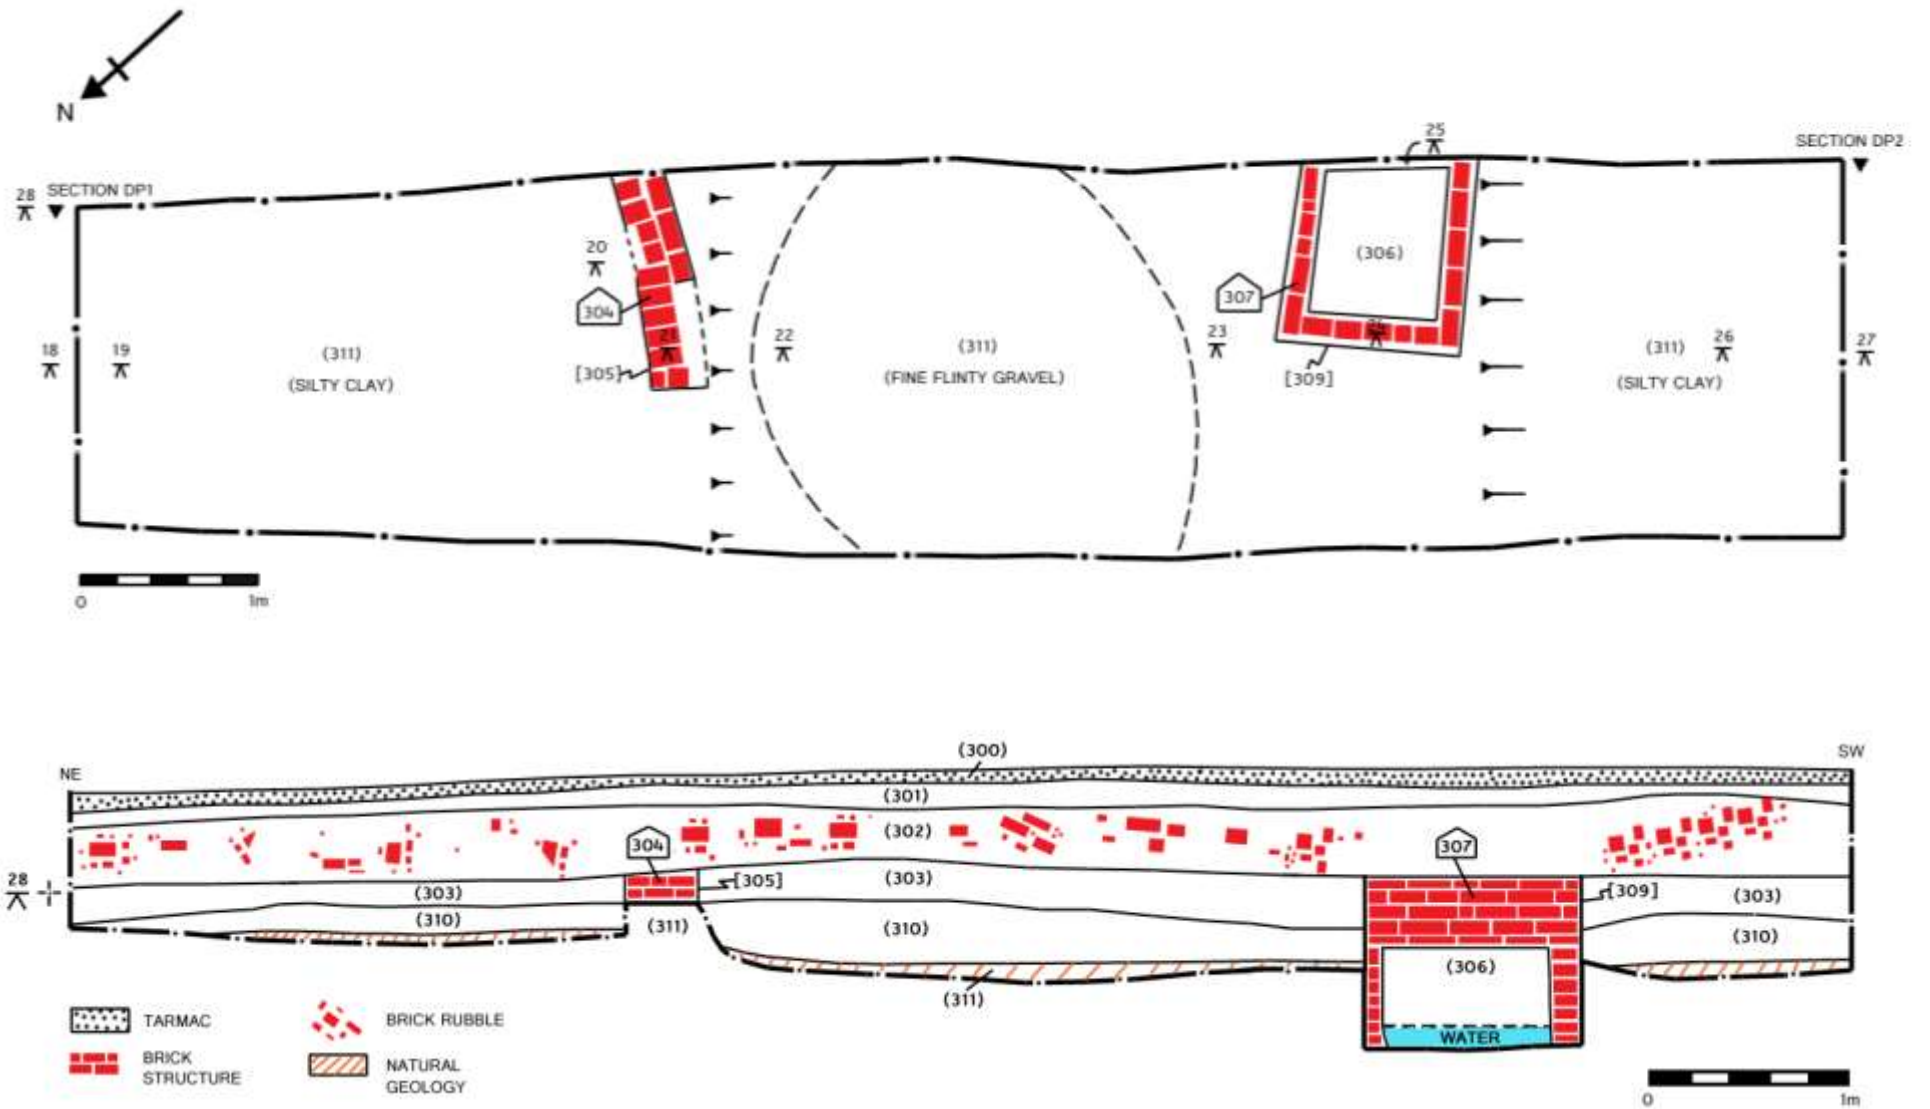 N
SECTION DP1
SECTION DP2
28
25
20
304
(306)
307
18
19
(311)
(SILTY CLAY)
21
[305]
22
(311)
(FINE FLINTY GRAVEL)
23
[309]
(311)
(SILTY CLAY)
26
27
0
1m
NE
(300)
SW
(301)
(302)
304
307
28
(303)
[305]
(303)
[309]
(303)
(310)
(311)
(310)
(310)
(306)
(311)
WATER
TARMAC
BRICK RUBBLE
BRICK
STRUCTURE
NATURAL
GEOLOGY
0
1m